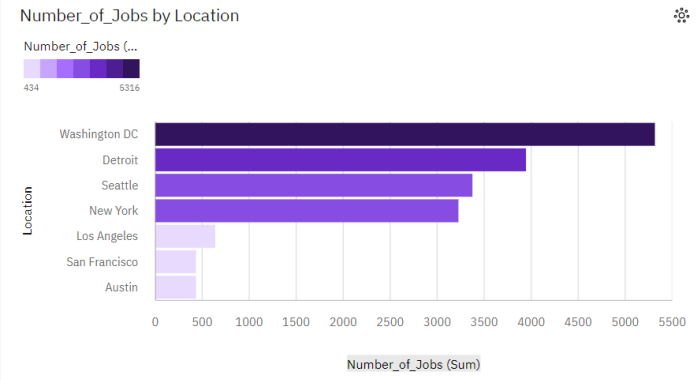 Number_of_Jobs by Location
Number_of_Jobs (...
434 5316
Location
Washington DC
Detroit
Seattle
New York
Los Angeles
San Francisco
Austin
0 500 1000 1500 2000 2500 3000 3500 4000 4500 5000 5500
Number_of_Jobs (Sum)